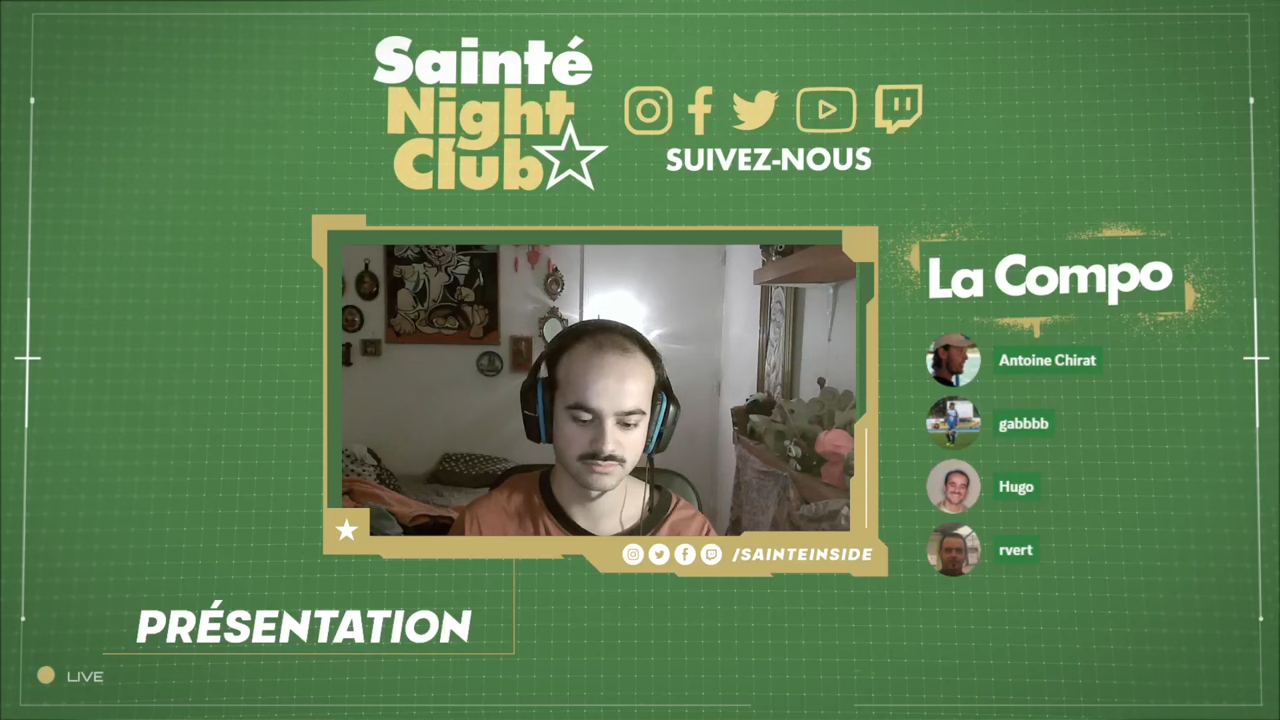 Sainté
Night
Club
SUIVEZ-NOUS
La Compo
Antoine Chirat
gabbbb
Hugo
rvert
/SAINTEINSIDE
PRÉSENTATION
LIVE